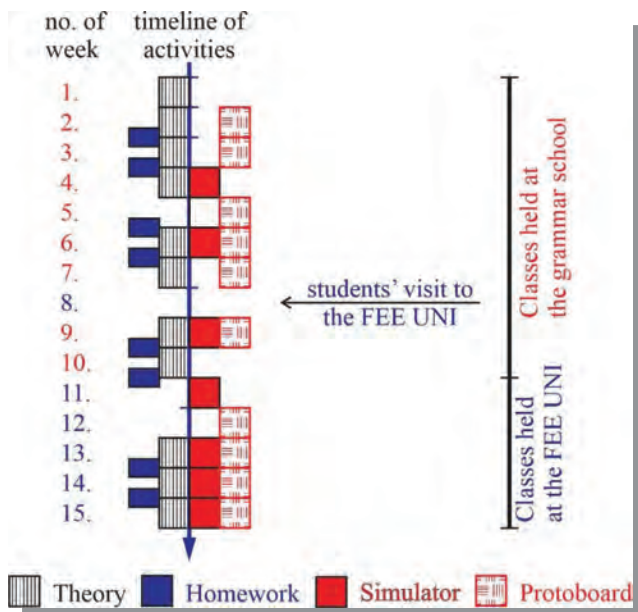 no. of
week
timeline of
activities
1.
2.
3.
4.
5.
6.
7.
8.
9.
10.
11.
12.
13.
14.
15.
students' visit to
the FEE UNI
Classes held at
the grammar school
Classes held
at the FEE UNI
Theory
Homework
Simulator
Protoboard